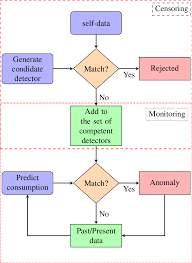 Censoring
self-data
Generate
candidate
detector
Match?
Yes
Rejected
No
Add to
the set of
competent
detectors
Monitoring
Predict
consumption
Match?
Yes
Anomaly
No
Past/Present
data